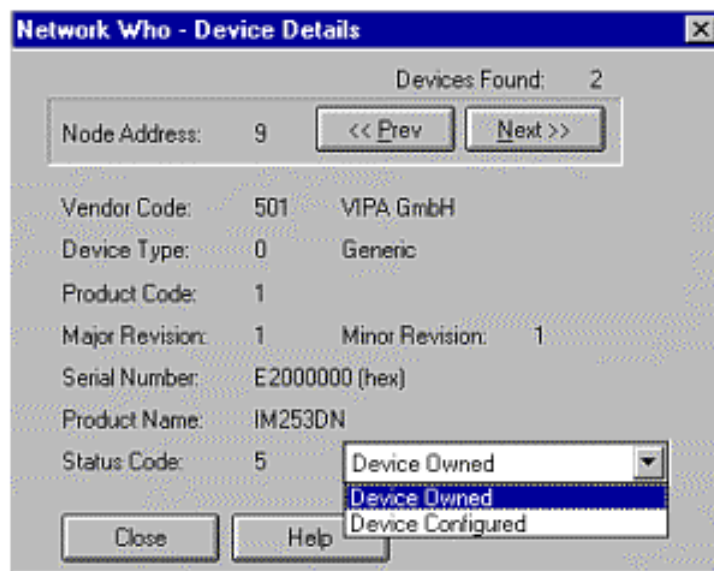 Network Who - Device Details
Devices Found: 2
Node Address: 9 << Prev Next >>
Vendor Code: 501 VIPA GmbH
Device Type: 0 Generic
Product Code: 1
Major Revision: 1 Minor Revision: 1
Serial Number: E2000000 (hex)
Product Name: IM253DN
Status Code: 5 Device Owned
Device Owned
Device Configured
Close Help